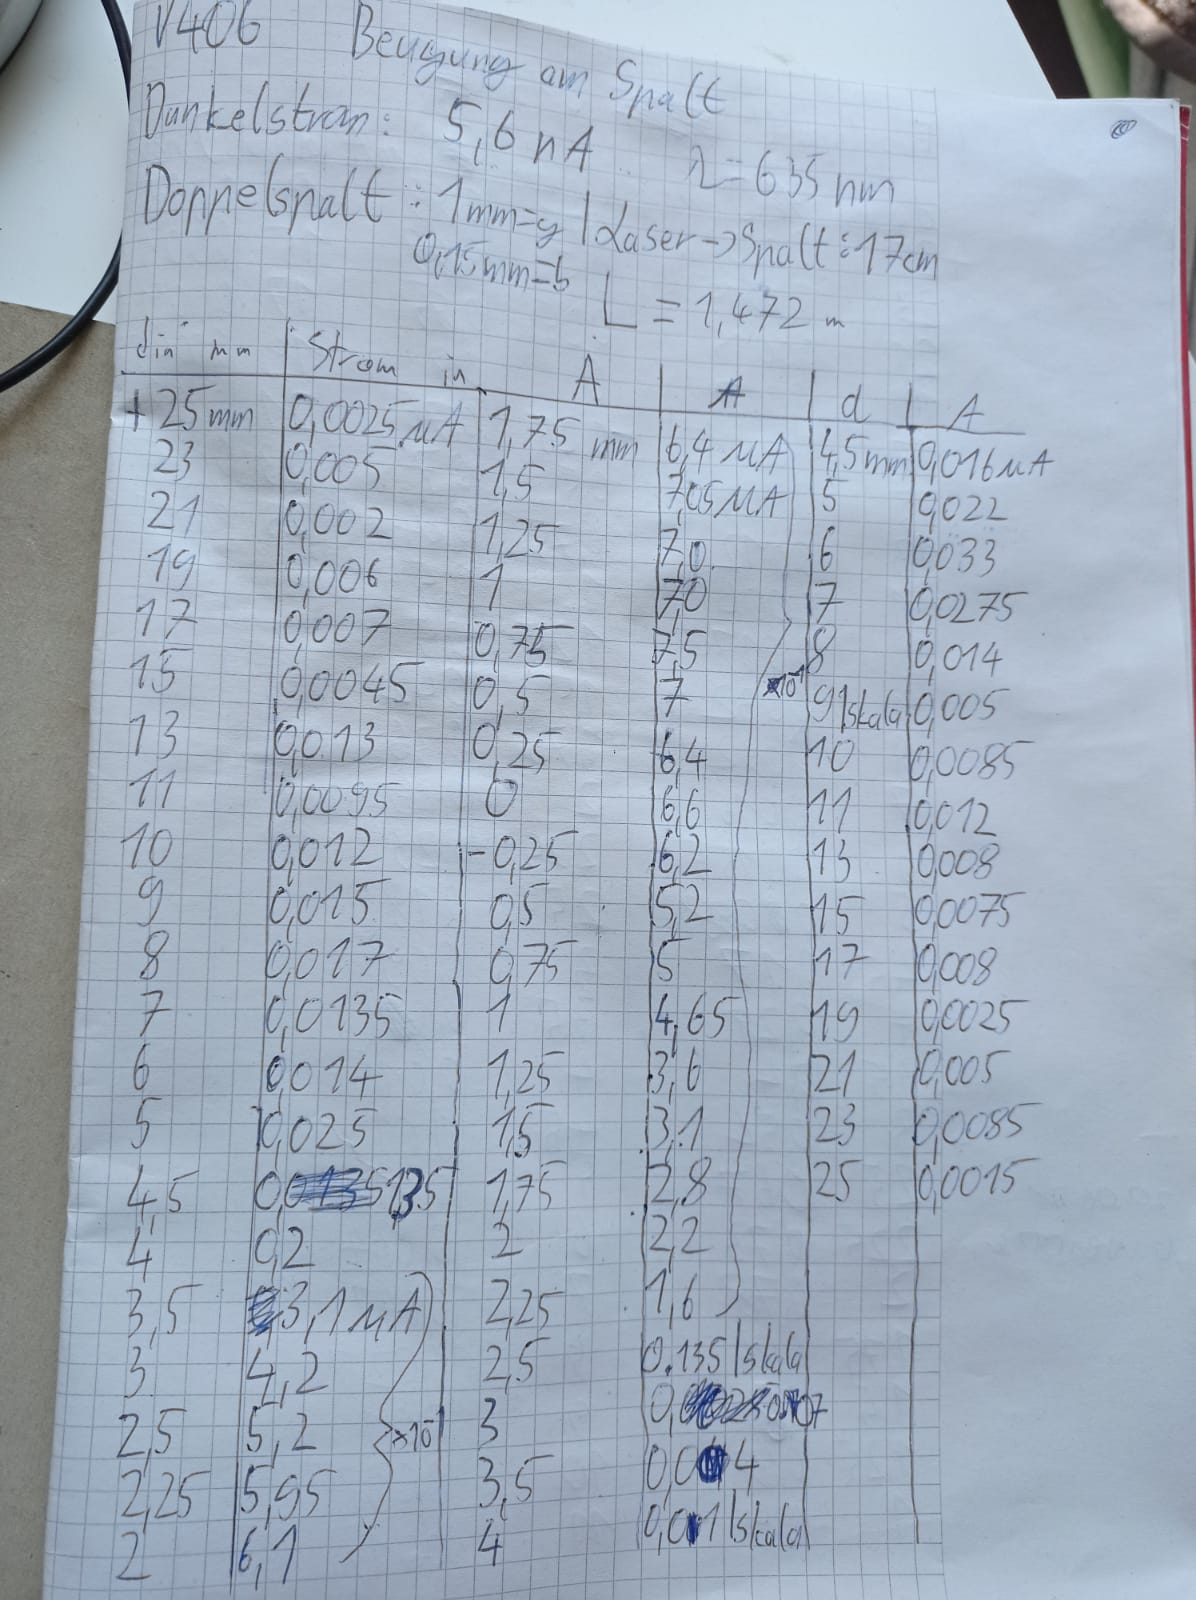 V406 Beugung am Spalt
Dunkelstrom: 5,6 nA λ=635 nm
Doppelspalt: 1mm=g | Laser->Spalt: 17cm
0,15mm=b L = 1,472 m
d in mm | Strom in A | A | d | A
+25mm | 0,0025 μA | 1,75 mm | 6,4 μA | 4,5mm | 0,016 μA
23 | 0,005 | 1,5 | 7,05 μA | 5 | 0,022
21 | 0,002 | 1,25 | 7,0 | 6 | 0,033
19 | 0,006 | 1 | 7,0 | 7 | 0,0275
17 | 0,007 | 0,75 | 7,5 | 8 | 0,014
15 | 0,0045 | 0,5 | 7 | x10⁻¹ | 9 | skala | 0,005
13 | 0,013 | 0,25 | 6,4 | 10 | 0,0085
11 | 0,0095 | 0 | 6,6 | 11 | 0,012
10 | 0,012 | -0,25 | 6,2 | 13 | 0,008
9 | 0,015 | 0,5 | 5,2 | 15 | 0,0075
8 | 0,017 | 0,75 | 5 | 17 | 0,008
7 | 0,0135 | 1 | 4,65 | 19 | 0,0025
6 | 0,014 | 1,25 | 3,6 | 21 | 0,005
5 | 0,025 | 1,5 | 3,1 | 23 | 0,0085
4,5 | 0,135 | 1,75 | 2,8 | 25 | 0,0015
4 | 0,2 | 2 | 2,2
3,5 | 3,1 μA | 2,25 | 1,6
3 | 4,2 | 2,5 | 0.135 | skala
2,5 | 5,2 | x10⁻¹ | 3 | 0,07
2,25 | 5,95 | 3,5 | 0,04
2 | 6,1 | 4 | 0,01 | skala